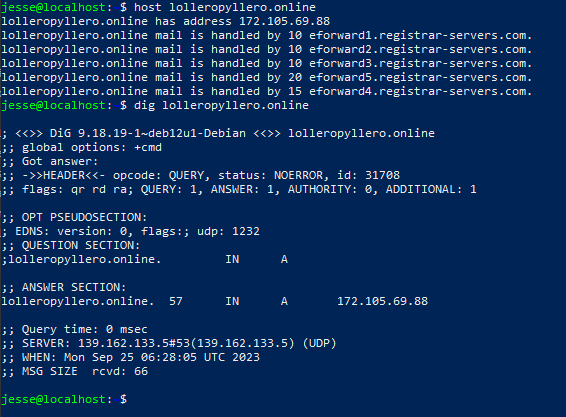 jesse@localhost: $ host lolleropyllero.online
lolleropyllero.online has address 172.105.69.88
lolleropyllero.online mail is handled by 10 eforward1.registrar-servers.com.
lolleropyllero.online mail is handled by 10 eforward2.registrar-servers.com.
lolleropyllero.online mail is handled by 10 eforward3.registrar-servers.com.
lolleropyllero.online mail is handled by 20 eforward5.registrar-servers.com.
lolleropyllero.online mail is handled by 15 eforward4.registrar-servers.com.
jesse@localhost: $ dig lolleropyllero.online

; <<>> DiG 9.18.19-1~deb12u1-Debian <<>> lolleropyllero.online
;; global options: +cmd
;; Got answer:
;; ->>HEADER<<- opcode: QUERY, status: NOERROR, id: 31708
;; flags: qr rd ra; QUERY: 1, ANSWER: 1, AUTHORITY: 0, ADDITIONAL: 1

;; OPT PSEUDOSECTION:
; EDNS: version: 0, flags:; udp: 1232
;; QUESTION SECTION:
;lolleropyllero.online. IN A

;; ANSWER SECTION:
lolleropyllero.online. 57 IN A 172.105.69.88

;; Query time: 0 msec
;; SERVER: 139.162.133.5#53(139.162.133.5) (UDP)
;; WHEN: Mon Sep 25 06:28:05 UTC 2023
;; MSG SIZE rcvd: 66

jesse@localhost: $